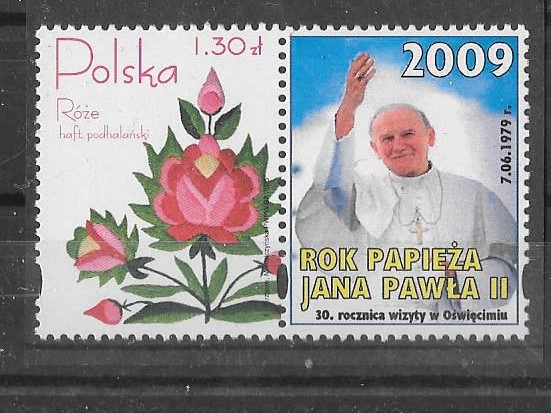 Polska
1.30 zł
Róże
haft podhalański
2009
7.06.1979 r.
ROK PAPIEŻA
JANA PAWŁA II
30. rocznica wizyty w Oświęcimiu